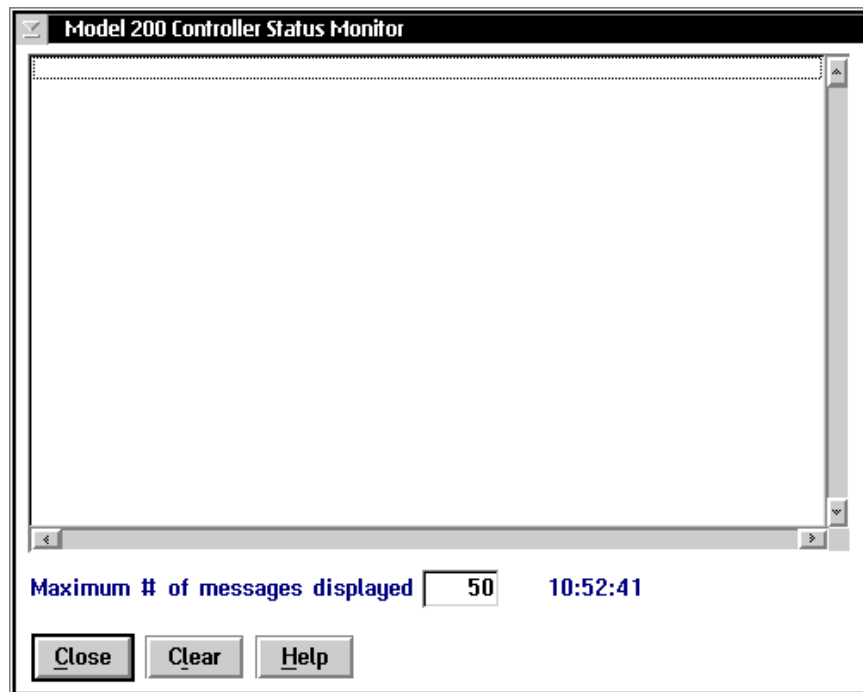 Model 200 Controller Status Monitor
Maximum # of messages displayed 50 10:52:41
Close Clear Help